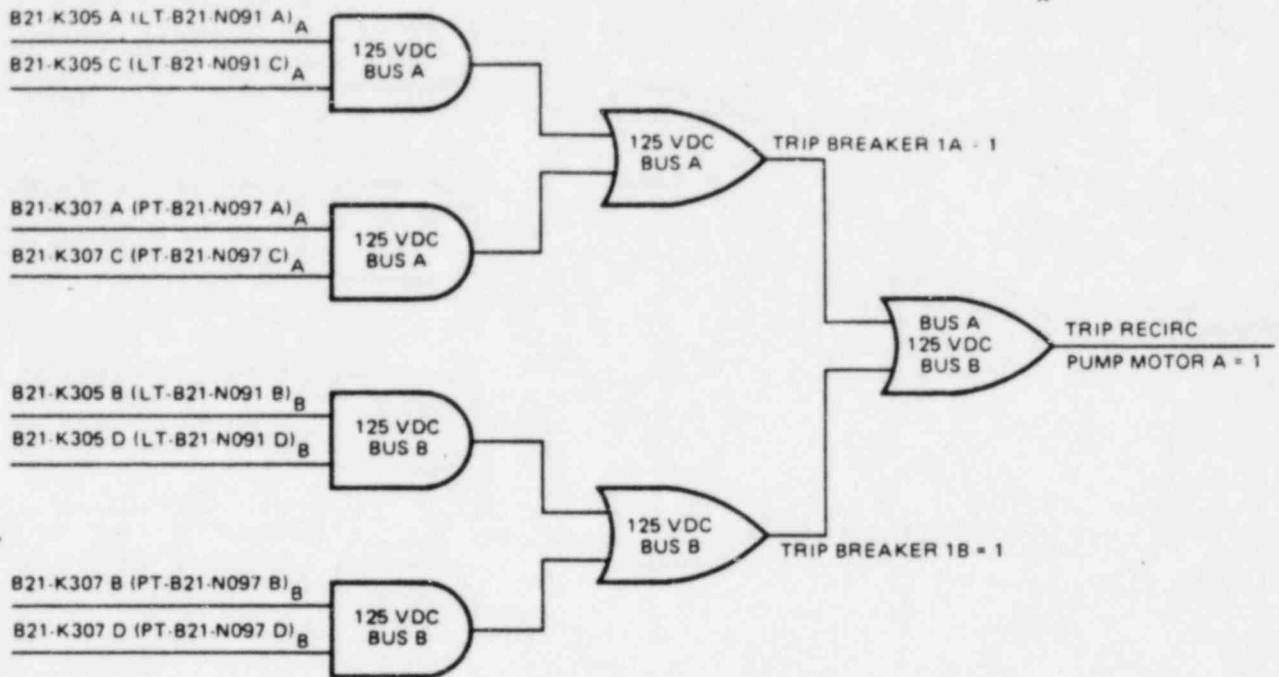 B21-K305 A (LT-B21-N091 A)A
B21-K305 C (LT-B21-N091 C)A
125 VDC
BUS A
B21-K307 A (PT-B21-N097 A)A
B21-K307 C (PT-B21-N097 C)A
125 VDC
BUS A
125 VDC
BUS A
TRIP BREAKER 1A - 1
B21-K305 B (LT-B21-N091 B)B
B21-K305 D (LT-B21-N091 D)B
125 VDC
BUS B
B21-K307 B (PT-B21-N097 B)B
B21-K307 D (PT-B21-N097 D)B
125 VDC
BUS B
125 VDC
BUS B
TRIP BREAKER 1B = 1
BUS A
125 VDC
BUS B
TRIP RECIRC
PUMP MOTOR A = 1